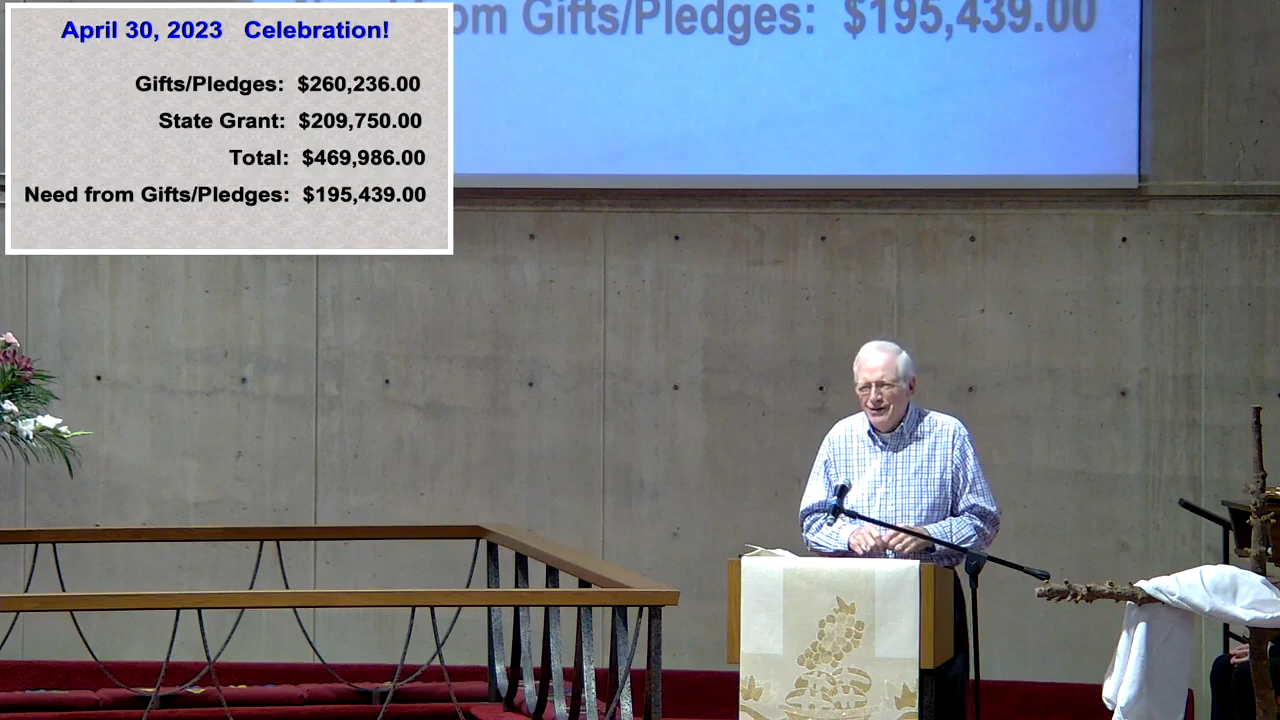 April 30, 2023 Celebration!
Gifts/Pledges: $260,236.00
State Grant: $209,750.00
Total: $469,986.00
Need from Gifts/Pledges: $195,439.00
from Gifts/Pledges: $195,439.00